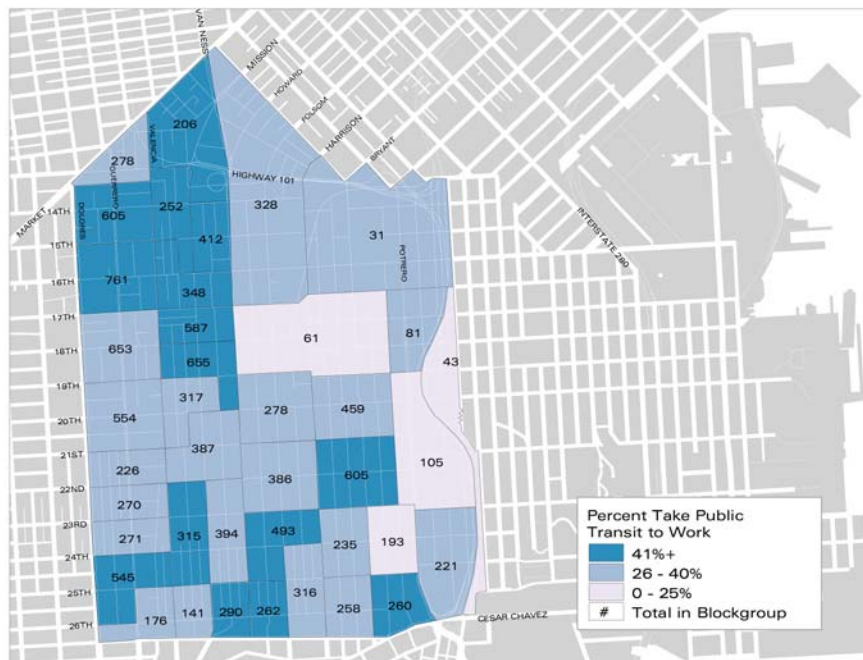 VAN NESS
MISSION
HOWARD
FOLSOM
HARRISON
BRYANT
206
VALENCIA
278
GUERRERO
HIGHWAY 101
MARKET
DOLORES
14TH
605
252
328
31
412
INTERSTATE 280
15TH
POTRERO
16TH
761
348
17TH
587
61
81
18TH
653
655
43
19TH
317
278
459
20TH
554
387
21ST
226
386
605
105
22ND
270
23RD
271
315
394
493
235
193
24TH
545
221
25TH
316
176
141
290
262
258
260
26TH
CESAR CHAVEZ
Percent Take Public
Transit to Work
41%+
26 - 40%
0 - 25%
# Total in Blockgroup